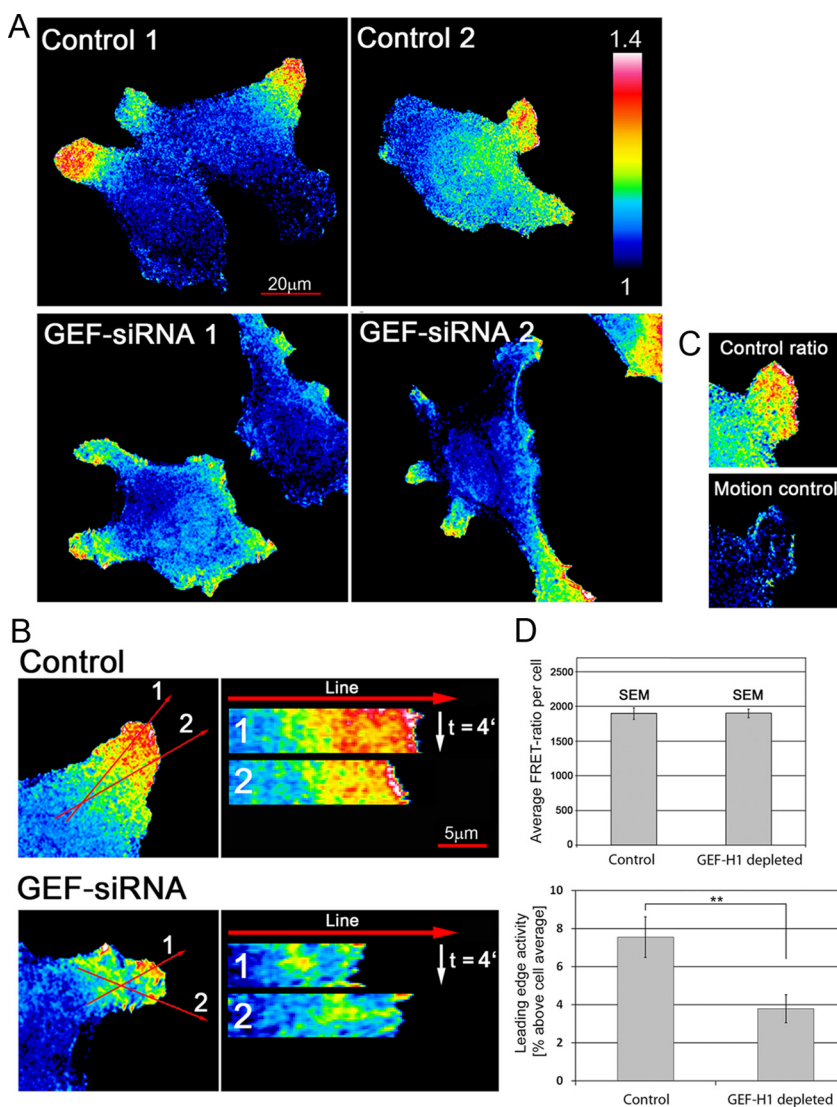 A
Control 1
Control 2
1.4
1
20μm
GEF-siRNA 1
GEF-siRNA 2
C
Control ratio
Motion control
B
Control
1
2
Line
1
2
t = 4'
5μm
GEF-siRNA
1
2
Line
1
2
t = 4'
D
Average FRET-ratio per cell
2500
2000
1500
1000
500
0
SEM
SEM
Control
GEF-H1 depleted
Leading edge activity
[% above cell average]
10
8
6
4
2
0
**
Control
GEF-H1 depleted